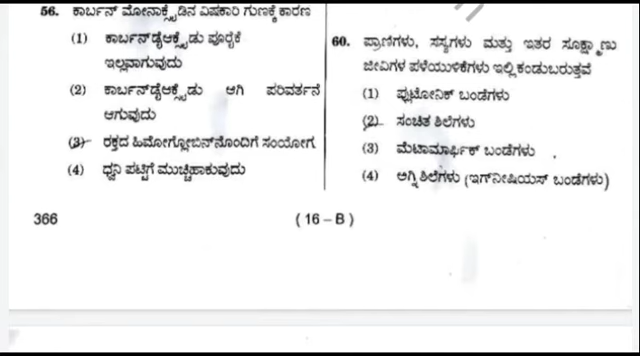 56. ಕಾರ್ಬನ್ ಮೋನಾಕ್ಸೈಡಿನ ವಿಷಕಾರಿ ಗುಣಕ್ಕೆ ಕಾರಣ
(1) ಕಾರ್ಬನ್‌ಡೈಆಕ್ಸೈಡು ಪೂರೈಕೆ
ಇಲ್ಲವಾಗುವುದು
(2) ಕಾರ್ಬನ್‌ಡೈಆಕ್ಸೈಡು ಆಗಿ ಪರಿವರ್ತನೆ
ಆಗುವುದು
(3) ರಕ್ತದ ಹಿಮೋಗ್ಲೋಬಿನ್‌ನೊಂದಿಗೆ ಸಂಯೋಗ
(4) ಧ್ವನಿ ಪಟ್ಟಿಗೆ ಮುಚ್ಚಿಹಾಕುವುದು
60. ಪ್ರಾಣಿಗಳು, ಸಸ್ಯಗಳು ಮತ್ತು ಇತರ ಸೂಕ್ಷ್ಮಾಣು
ಜೀವಿಗಳ ಪಳೆಯುಳಿಕೆಗಳು ಇಲ್ಲಿ ಕಂಡುಬರುತ್ತವೆ
(1) ಪ್ಲುಟೋನಿಕ್ ಬಂಡೆಗಳು
(2) ಸಂಚಿತ ಶಿಲೆಗಳು
(3) ಮೆಟಾಮಾರ್ಫಿಕ್ ಬಂಡೆಗಳು
(4) ಅಗ್ನಿಶಿಲೆಗಳು (ಇಗ್‌ನೀಷಿಯಸ್ ಬಂಡೆಗಳು)
366
(16 – B)